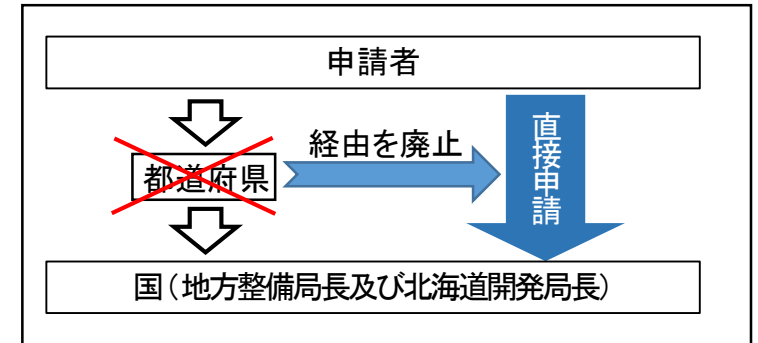 申請者
経由を廃止
直接申請
都道府県
国（地方整備局長及び北海道開発局長）